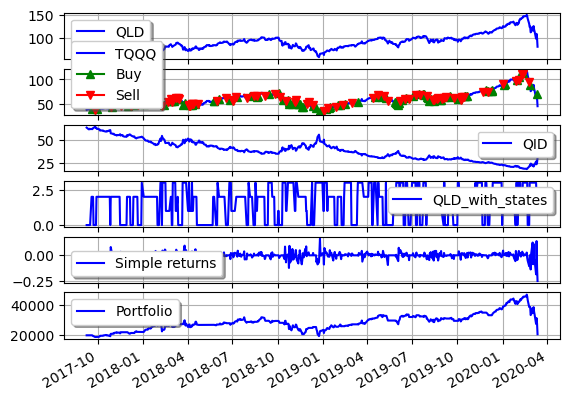 150
100
QLD
TQQQ
Buy
Sell
100
50
50
25
QID
2.5
0.0
QLD_with_states
0.00
-0.25
Simple returns
40000
20000
Portfolio
2017-10
2018-01
2018-04
2018-07
2018-10
2019-01
2019-04
2019-07
2019-10
2020-01
2020-04